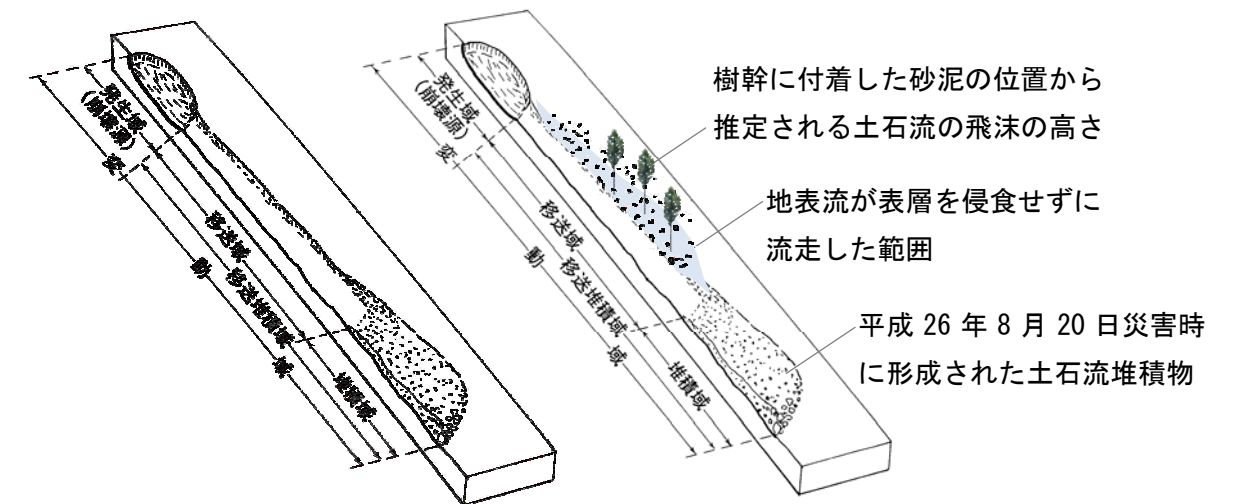 発生域
(崩壊源)
移送域
移送堆積域
堆積域
変
動
域
発生域
(崩壊源)
移送域
移送堆積域
堆積域
変
動
域
樹幹に付着した砂泥の位置から
推定される土石流の飛沫の高さ
地表流が表層を侵食せずに
流走した範囲
平成 26 年 8 月 20 日災害時
に形成された土石流堆積物